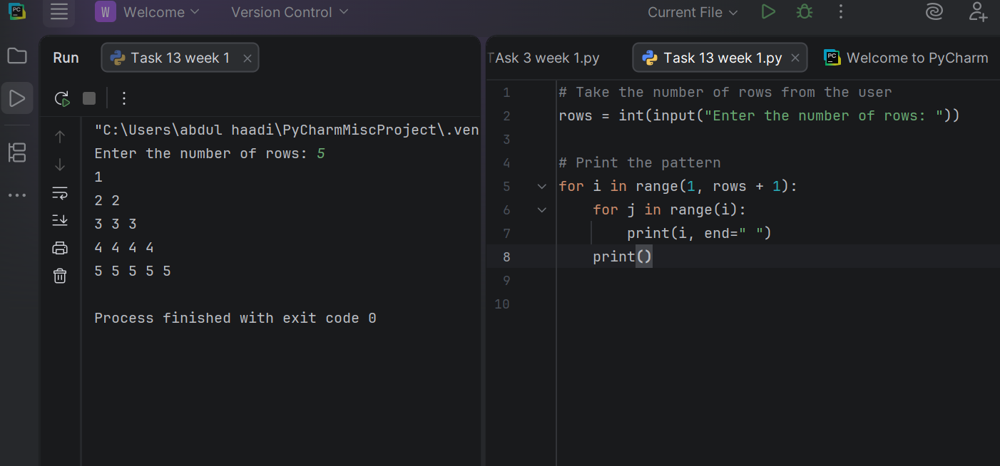 PC
W Welcome Version Control Current File
Run Task 13 week 1
TAsk 3 week 1.py Task 13 week 1.py PC Welcome to PyCharm
"C:\Users\abdul haadi\PyCharmMiscProject\.ven
Enter the number of rows: 5
1
2 2
3 3 3
4 4 4 4
5 5 5 5 5
Process finished with exit code 0
1 # Take the number of rows from the user
2 rows = int(input("Enter the number of rows: "))
3
4 # Print the pattern
5 for i in range(1, rows + 1):
6     for j in range(i):
7         print(i, end=" ")
8     print()
9
10